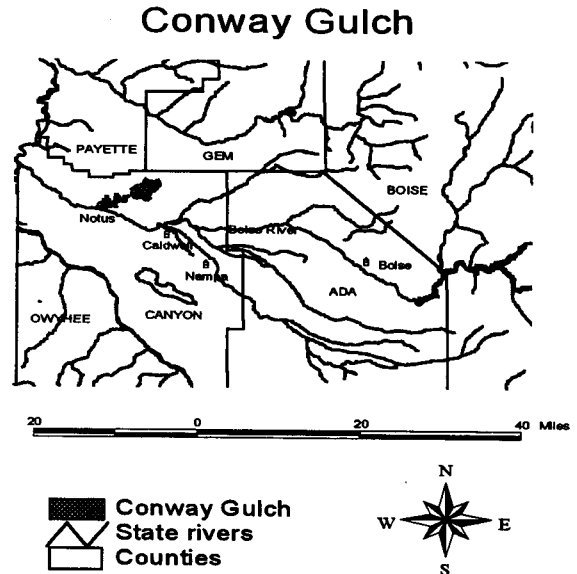 Conway Gulch
PAYETTE
GEM
BOISE
Notus
Boise River
Caldwell
Boise
Nampa
ADA
CANYON
OWYHEE
20 0 20 40 Miles
N
Conway Gulch
W E
State rivers
Counties
S